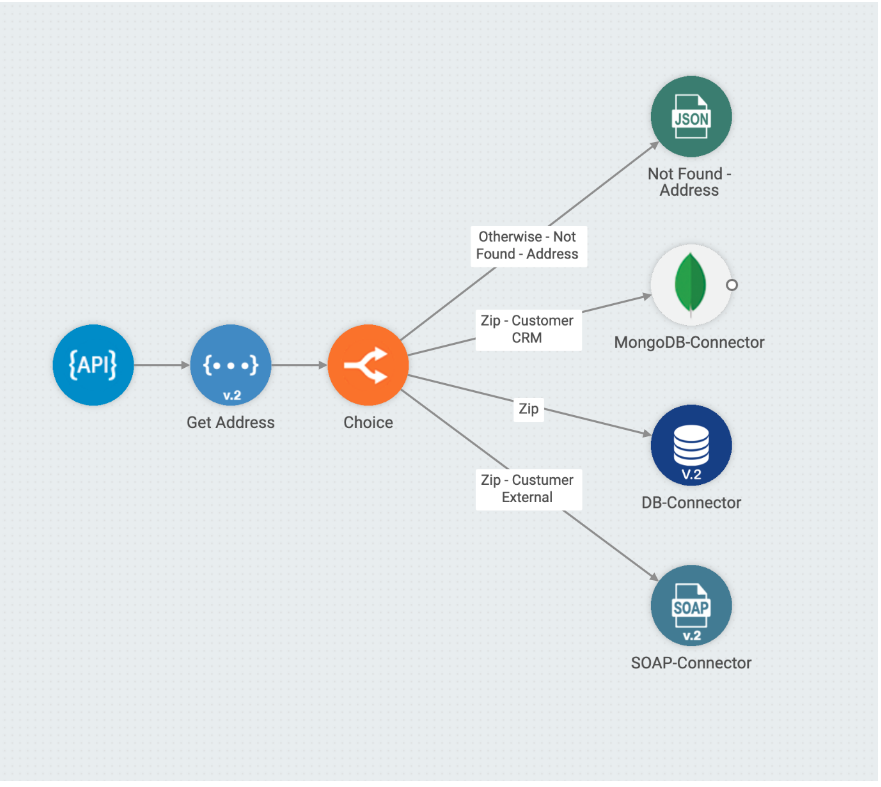 JSON
Not Found -
Address
Otherwise - Not
Found - Address
Zip - Customer
CRM
MongoDB-Connector
{API}
{...}
v.2
Get Address
Choice
Zip
V.2
DB-Connector
Zip - Custumer
External
SOAP
v.2
SOAP-Connector